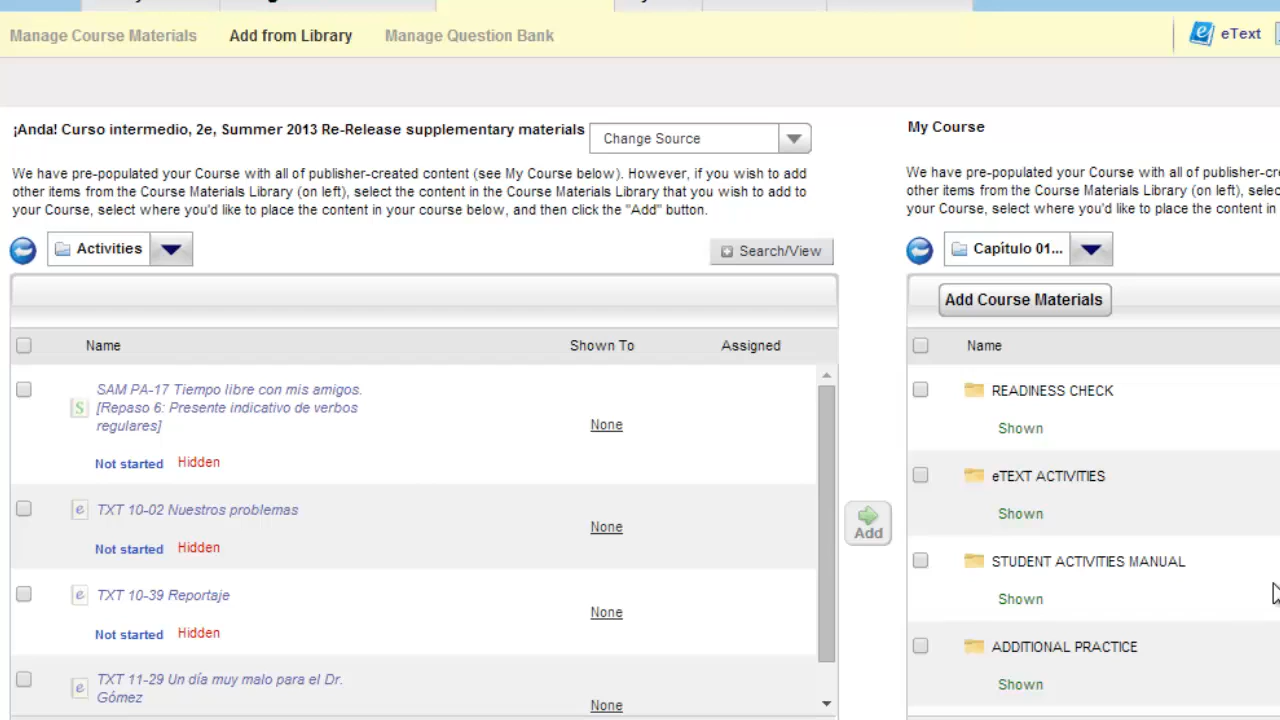 Manage Course Materials Add from Library Manage Question Bank eText
¡Anda! Curso intermedio, 2e, Summer 2013 Re-Release supplementary materials Change Source
We have pre-populated your Course with all of publisher-created content (see My Course below). However, if you wish to add
other items from the Course Materials Library (on left), select the content in the Course Materials Library that you wish to add to
your Course, select where you'd like to place the content in your course below, and then click the "Add" button.
Activities Search/View
Name Shown To Assigned
SAM PA-17 Tiempo libre con mis amigos.
[Repaso 6: Presente indicativo de verbos
regulares]
None
Not started Hidden
TXT 10-02 Nuestros problemas
None
Not started Hidden
TXT 10-39 Reportaje
None
Not started Hidden
TXT 11-29 Un día muy malo para el Dr.
Gómez
None
Add
My Course
We have pre-populated your Course with all of
other items from the Course Materials Library (on left),
your Course, select where you'd like to place the content in
Capítulo 01...
Add Course Materials
Name
READINESS CHECK
Shown
eTEXT ACTIVITIES
Shown
STUDENT ACTIVITIES MANUAL
Shown
ADDITIONAL PRACTICE
Shown